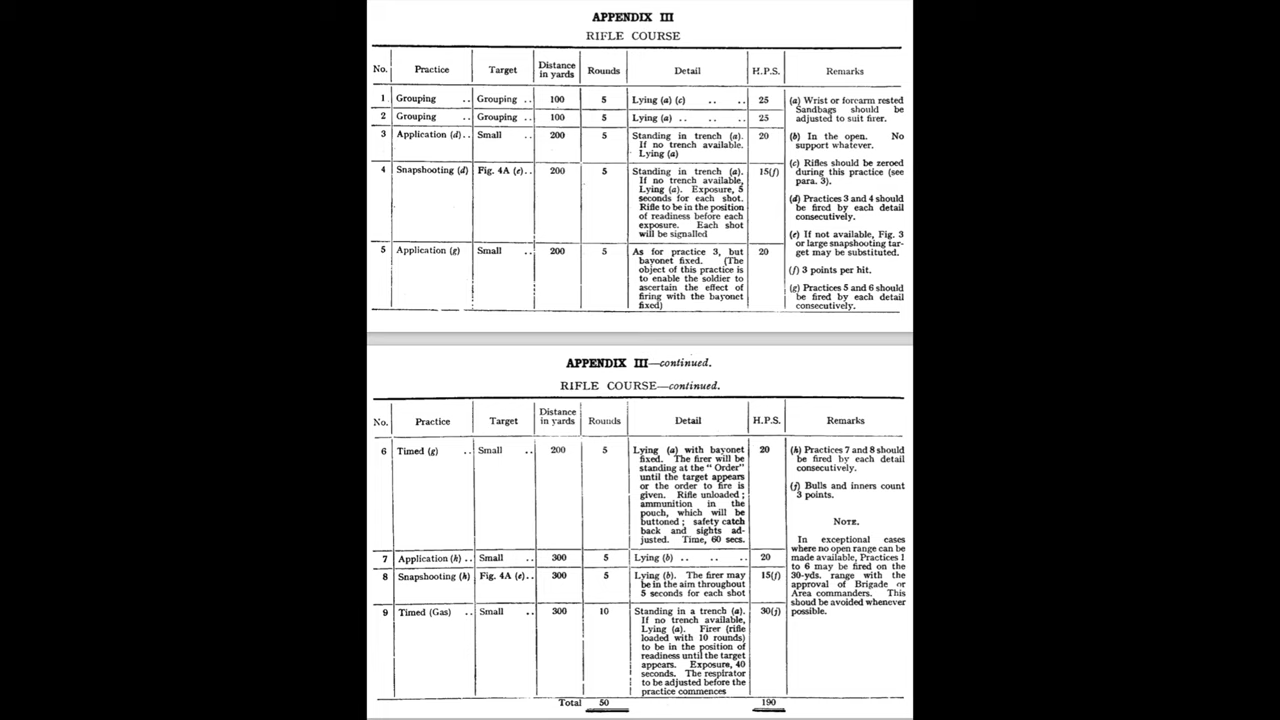 APPENDIX III
RIFLE COURSE
No. Practice Target Distance in yards Rounds Detail H.P.S. Remarks
1 Grouping .. Grouping .. 100 5 Lying (a) (c) .. .. 25
2 Grouping .. Grouping .. 100 5 Lying (a) .. .. 25
3 Application (d).. Small .. 200 5 Standing in trench (a). 20
If no trench available.
Lying (a)
4 Snapshooting (d) Fig. 4A (e).. 200 5 Standing in trench (a). 15(f)
If no trench available,
Lying (a). Exposure, 5
seconds for each shot.
Rifle to be in the position
of readiness before each
exposure. Each shot
will be signalled
5 Application (g) Small .. 200 5 As for practice 3, but 20
bayonet fixed. (The
object of this practice is
to enable the soldier to
ascertain the effect of
firing with the bayonet
fixed)
(a) Wrist or forearm rested
Sandbags should be
adjusted to suit firer.
(b) In the open. No
support whatever.
(c) Rifles should be zeroed
during this practice (see
para. 3).
(d) Practices 3 and 4 should
be fired by each detail
consecutively.
(e) If not available, Fig. 3
or large snapshooting tar-
get may be substituted.
(f) 3 points per hit.
(g) Practices 5 and 6 should
be fired by each detail
consecutively.
APPENDIX III—continued.
RIFLE COURSE—continued.
No. Practice Target Distance in yards Rounds Detail H.P.S. Remarks
6 Timed (g) .. Small .. 200 5 Lying (a) with bayonet 20
fixed. The firer will be
standing at the "Order"
until the target appears
or the order to fire is
given. Rifle unloaded;
ammunition in the
pouch, which will be
buttoned; safety catch
back and sights ad-
justed. Time, 60 secs.
7 Application (h) .. Small .. 300 5 Lying (b) .. .. .. 20
8 Snapshooting (h) Fig. 4A (e).. 300 5 Lying (b). The firer may 15(f)
be in the aim throughout
5 seconds for each shot
9 Timed (Gas) .. Small .. 300 10 Standing in a trench (a). 30(j)
If no trench available,
Lying (a). Firer (rifle
loaded with 10 rounds)
to be in the position of
readiness until the target
appears. Exposure, 40
seconds. The respirator
to be adjusted before the
practice commences
(h) Practices 7 and 8 should
be fired by each detail
consecutively.
(j) Bulls and inners count
3 points.
NOTE.
In exceptional cases
where no open range can be
made available, Practices 1
to 6 may be fired on the
30-yds. range with the
approval of Brigade or
Area commanders. This
shoud be avoided whenever
possible.
Total 50 190